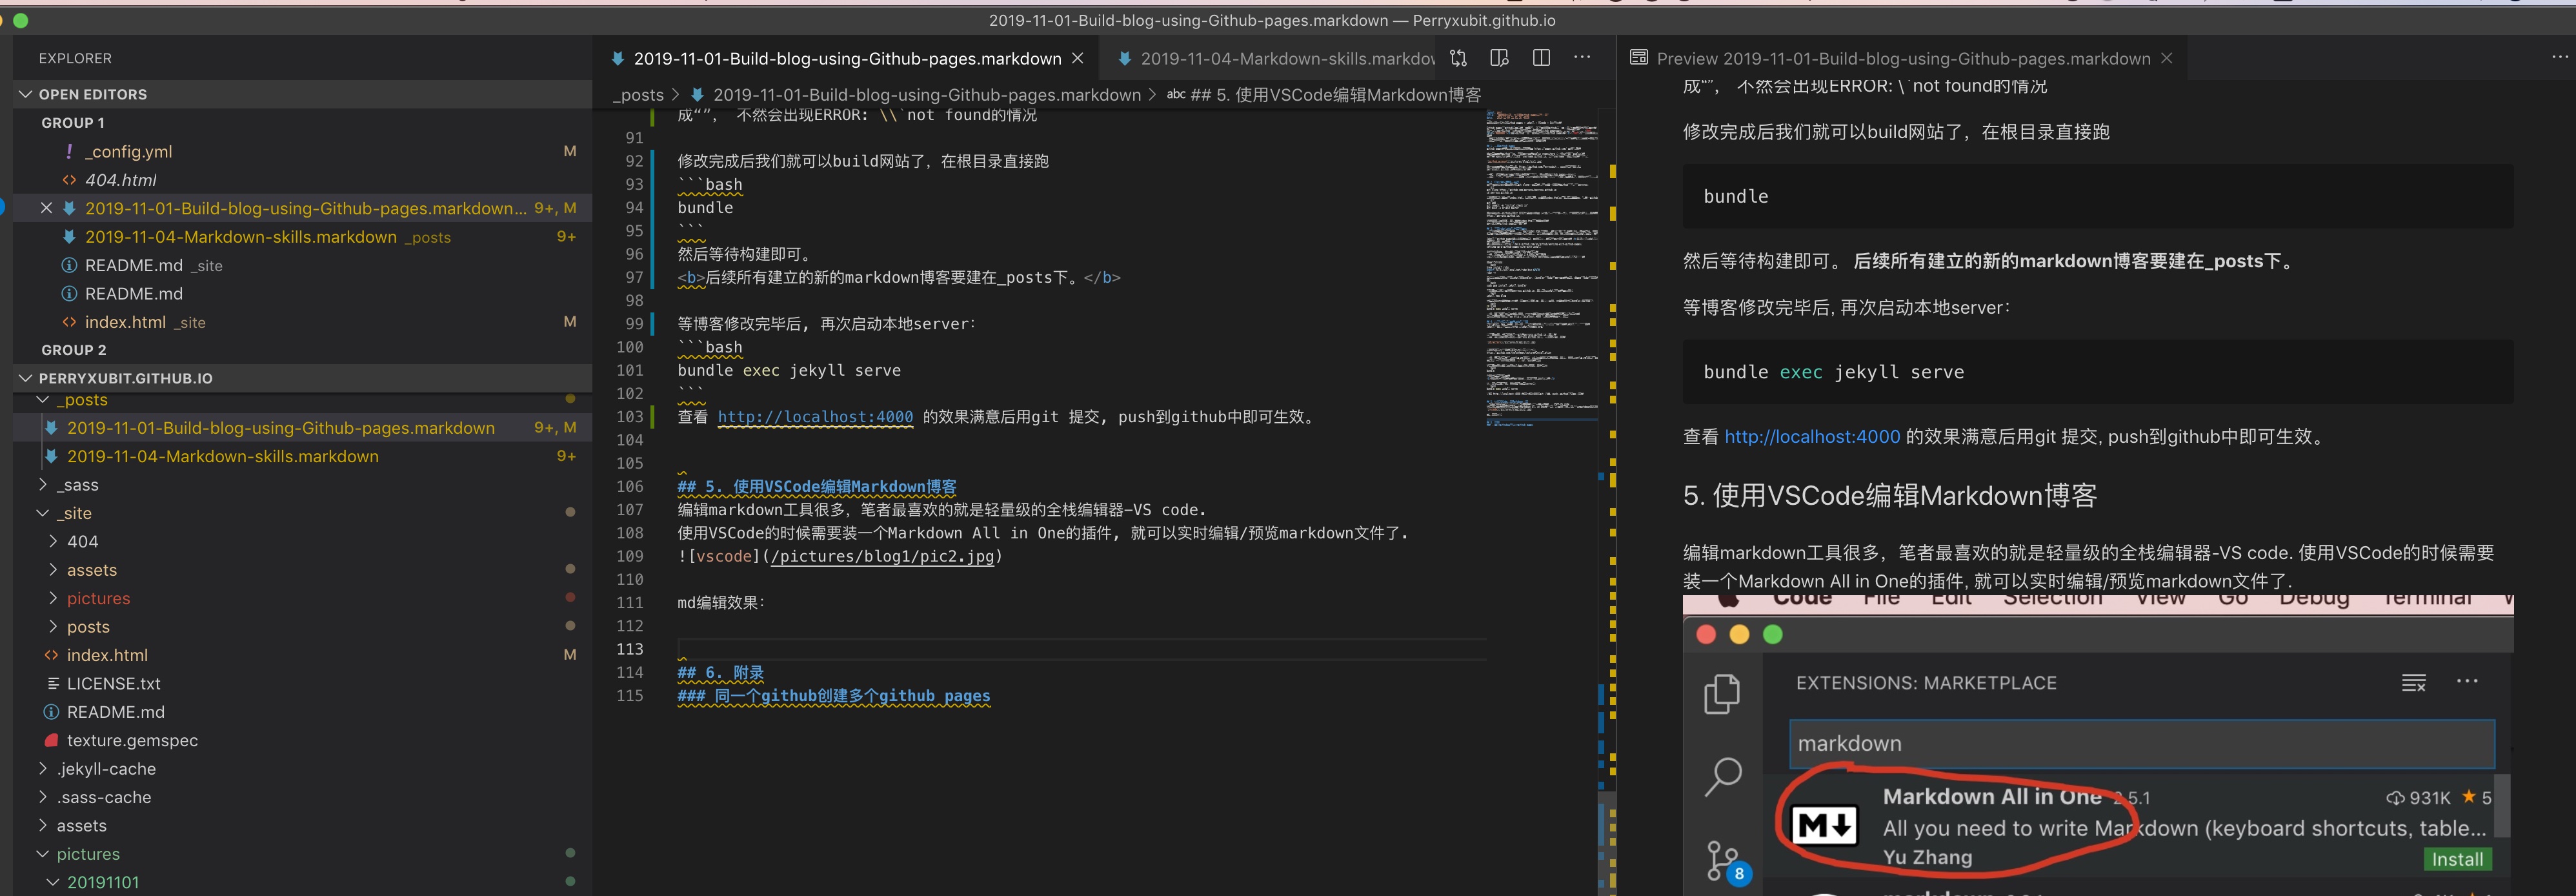 2019-11-01-Build-blog-using-Github-pages.markdown — Perryxubit.github.io
EXPLORER
OPEN EDITORS
GROUP 1
! _config.yml M
<> 404.html
2019-11-01-Build-blog-using-Github-pages.markdown... 9+, M
2019-11-04-Markdown-skills.markdown _posts 9+
README.md _site
README.md
<> index.html _site M
GROUP 2
PERRYXUBIT.GITHUB.IO
_posts
2019-11-01-Build-blog-using-Github-pages.markdown 9+, M
2019-11-04-Markdown-skills.markdown 9+
_sass
_site
404
assets
pictures
posts
<> index.html M
LICENSE.txt
README.md
texture.gemspec
.jekyll-cache
.sass-cache
assets
pictures
20191101
2019-11-01-Build-blog-using-Github-pages.markdown
2019-11-04-Markdown-skills.markdov
_posts > 2019-11-01-Build-blog-using-Github-pages.markdown > abc ## 5. 使用VSCode编辑Markdown博客
成“”， 不然会出现ERROR: \\`not found的情况
91
92 修改完成后我们就可以build网站了，在根目录直接跑
93 ```bash
94 bundle
95 ```
96 然后等待构建即可。
97 <b>后续所有建立的新的markdown博客要建在_posts下。</b>
98
99 等博客修改完毕后, 再次启动本地server：
100 ```bash
101 bundle exec jekyll serve
102 ```
103 查看 http://localhost:4000 的效果满意后用git 提交, push到github中即可生效。
104
105
106 ## 5. 使用VSCode编辑Markdown博客
107 编辑markdown工具很多，笔者最喜欢的就是轻量级的全栈编辑器-VS code.
108 使用VSCode的时候需要装一个Markdown All in One的插件, 就可以实时编辑/预览markdown文件了.
109 ![vscode](/pictures/blog1/pic2.jpg)
110
111 md编辑效果：
112
113
114 ## 6. 附录
115 ### 同一个github创建多个github pages
Preview 2019-11-01-Build-blog-using-Github-pages.markdown
成“”， 不然会出现ERROR: \`not found的情况
修改完成后我们就可以build网站了，在根目录直接跑
bundle
然后等待构建即可。 后续所有建立的新的markdown博客要建在_posts下。
等博客修改完毕后, 再次启动本地server：
bundle exec jekyll serve
查看 http://localhost:4000 的效果满意后用git 提交, push到github中即可生效。
5. 使用VSCode编辑Markdown博客
编辑markdown工具很多，笔者最喜欢的就是轻量级的全栈编辑器-VS code. 使用VSCode的时候需要
装一个Markdown All in One的插件, 就可以实时编辑/预览markdown文件了.
Code File Edit Selection View Go Debug Terminal
EXTENSIONS: MARKETPLACE
markdown
Markdown All in One 2.5.1 931K ★ 5
All you need to write Markdown (keyboard shortcuts, table...
Yu Zhang Install
8